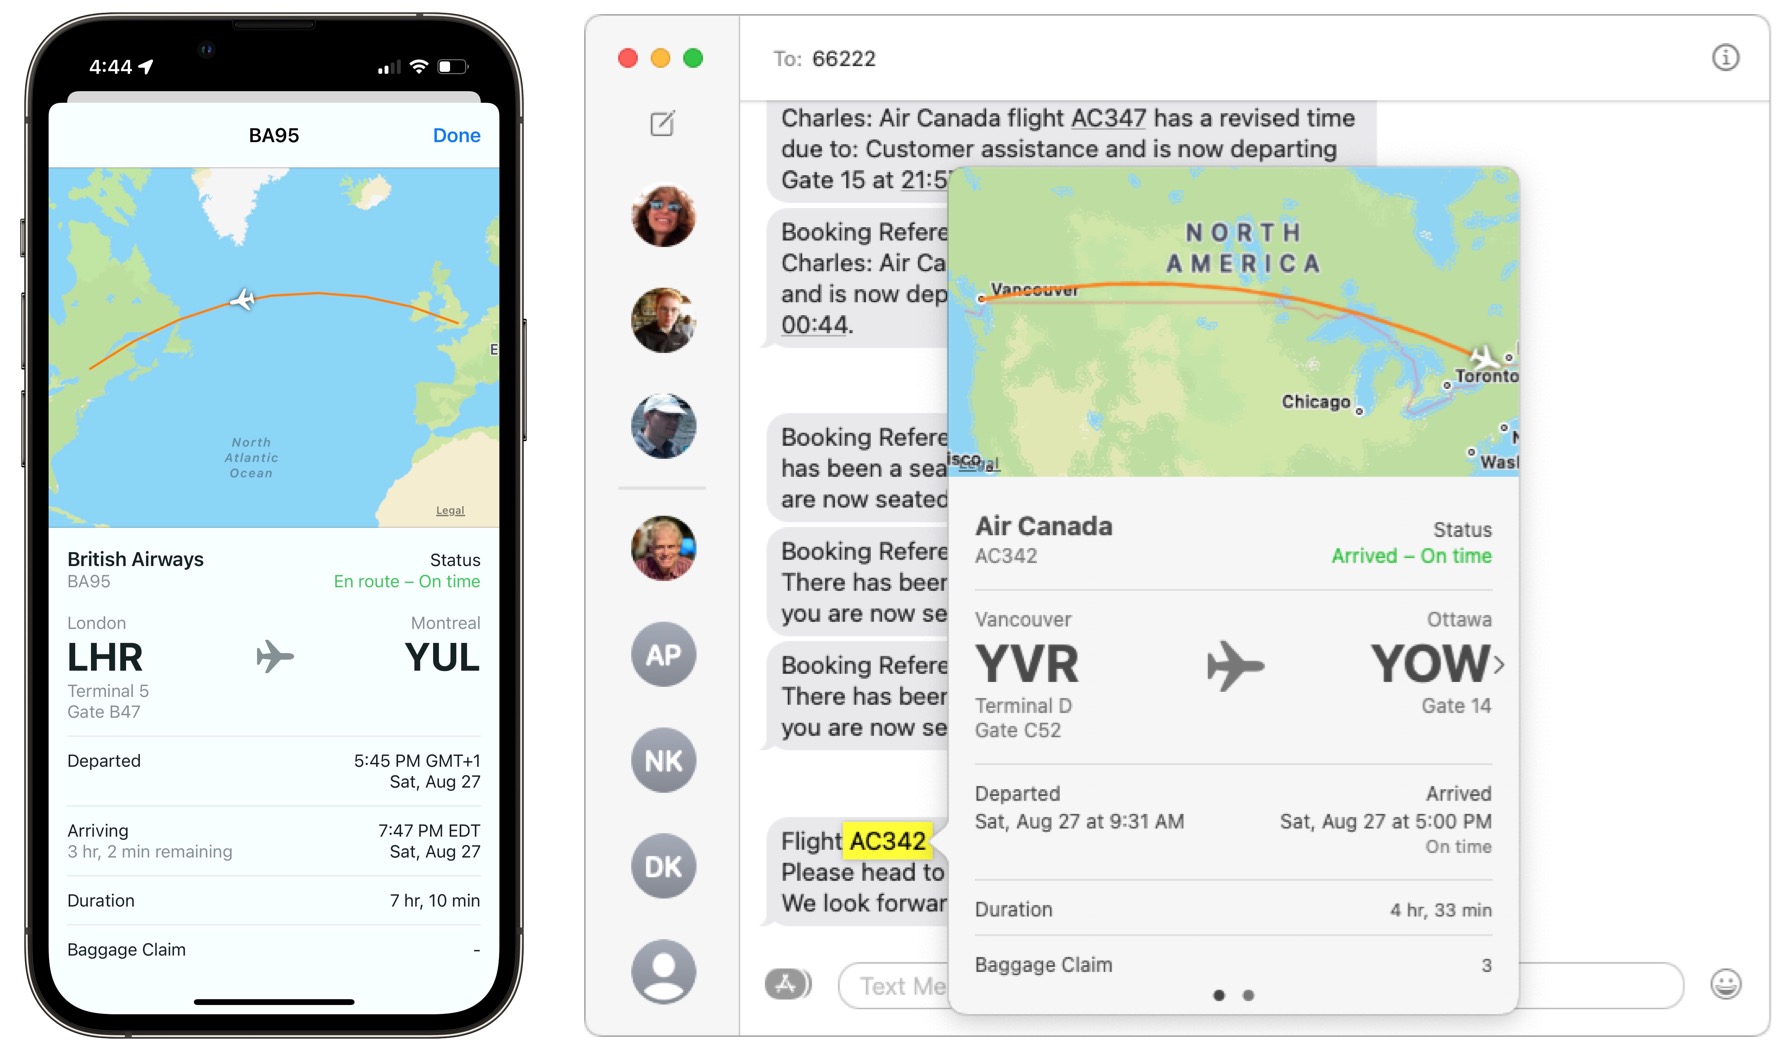 4:44
BA95
Done
E
North
Atlantic
Ocean
Legal
British Airways
Status
BA95
En route – On time
London
Montreal
LHR
YUL
Terminal 5
Gate B47
Departed
5:45 PM GMT+1
Sat, Aug 27
Arriving
7:47 PM EDT
3 hr, 2 min remaining
Sat, Aug 27
Duration
7 hr, 10 min
Baggage Claim
-
To: 66222
Charles: Air Canada flight AC347 has a revised time
due to: Customer assistance and is now departing
Gate 15 at 21:5
Booking Refere
Charles: Air Ca
and is now dep
00:44.
Booking Refere
has been a sea
are now seated
Booking Refere
There has been
you are now se
Booking Refere
There has been
you are now se
Flight AC342
Please head to
We look forwar
Text Me
AP
NK
DK
NORTH
AMERICA
Vancouver
Toronto
Chicago
isco
Legal
Wash
Air Canada
Status
AC342
Arrived – On time
Vancouver
Ottawa
YVR
YOW
Terminal D
Gate 14
Gate C52
Departed
Arrived
Sat, Aug 27 at 9:31 AM
Sat, Aug 27 at 5:00 PM
On time
Duration
4 hr, 33 min
Baggage Claim
3